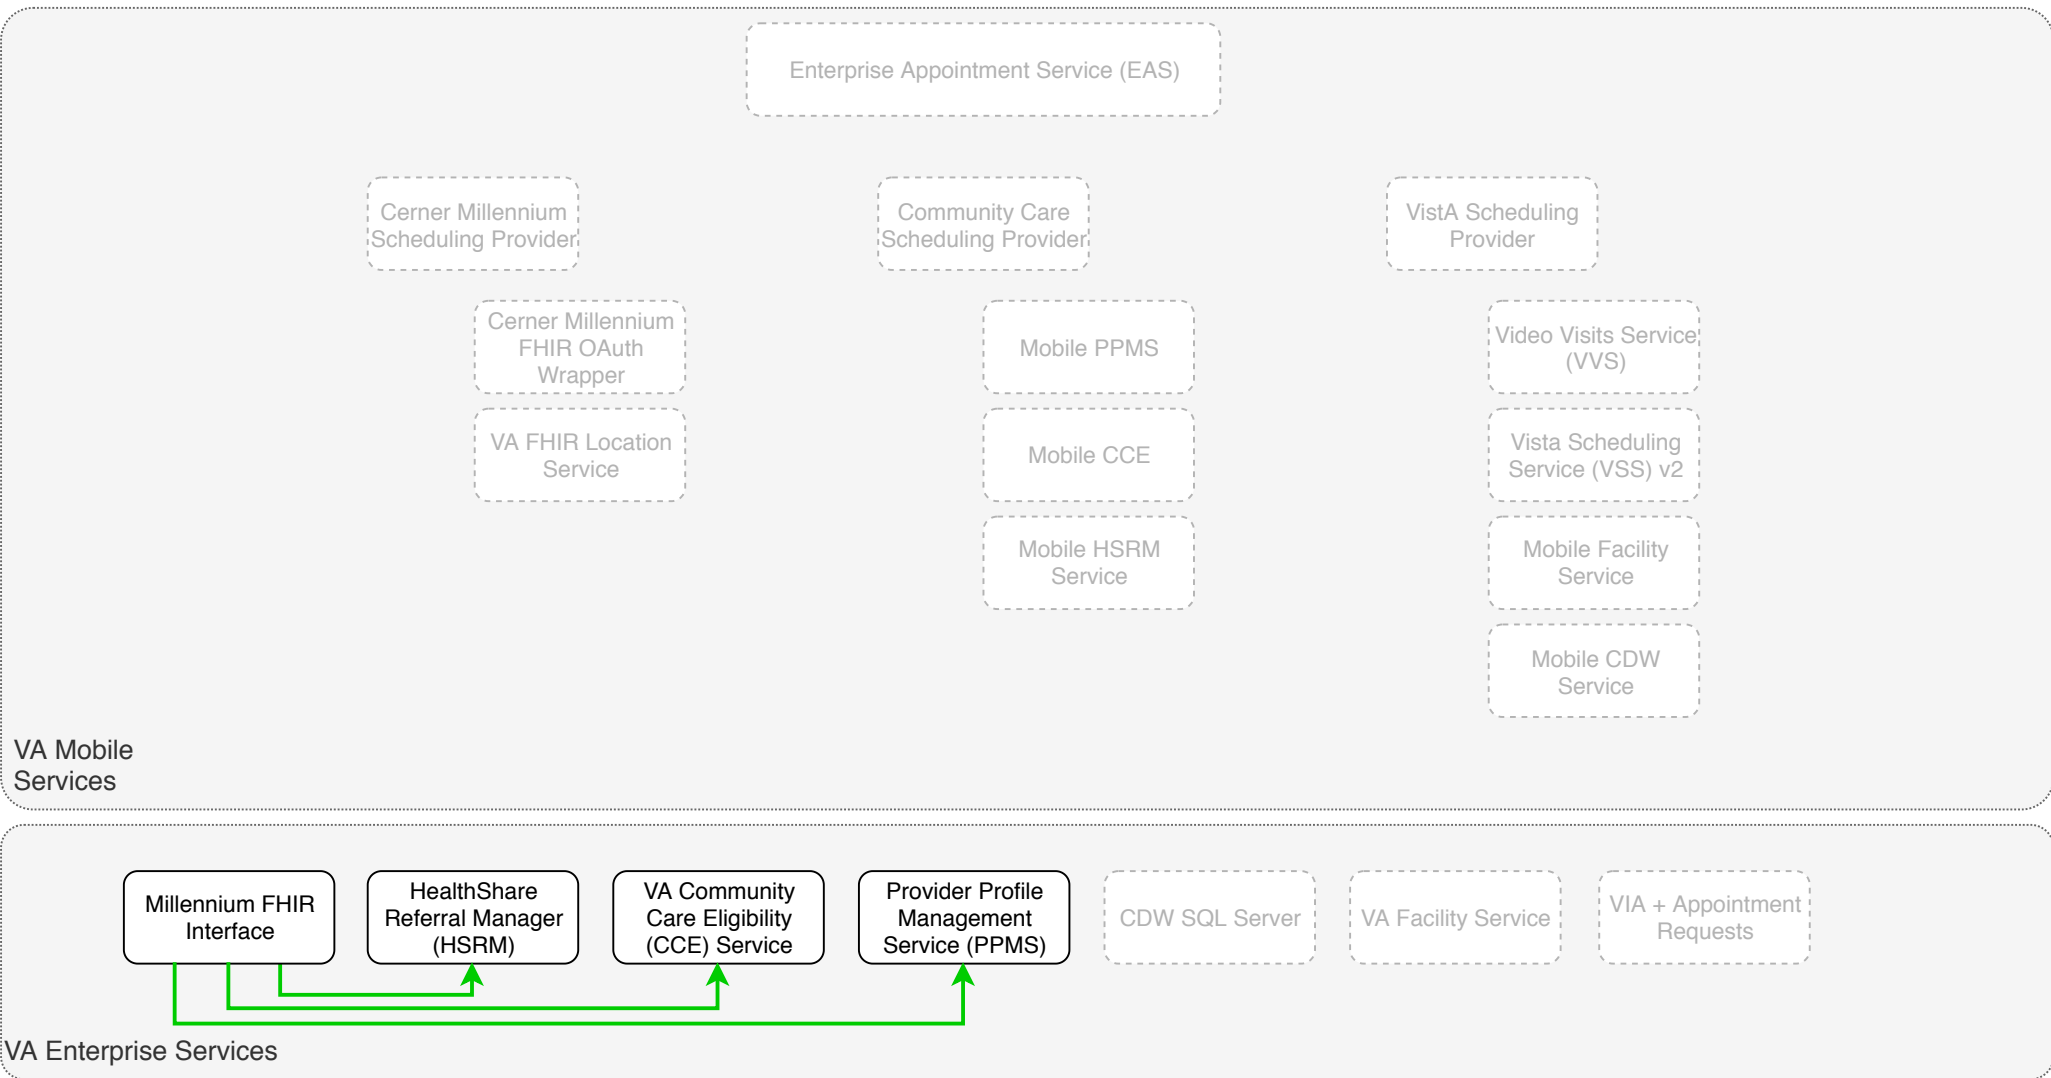 Enterprise Appointment Service (EAS)
Cerner Millennium
Scheduling Provider
Community Care
Scheduling Provider
VistA Scheduling
Provider
Cerner Millennium
FHIR OAuth
Wrapper
Mobile PPMS
Video Visits Service
(VVS)
VA FHIR Location
Service
Mobile CCE
Vista Scheduling
Service (VSS) v2
Mobile HSRM
Service
Mobile Facility
Service
Mobile CDW
Service
VA Mobile
Services
Millennium FHIR
Interface
HealthShare
Referral Manager
(HSRM)
VA Community
Care Eligibility
(CCE) Service
Provider Profile
Management
Service (PPMS)
CDW SQL Server
VA Facility Service
VIA + Appointment
Requests
VA Enterprise Services